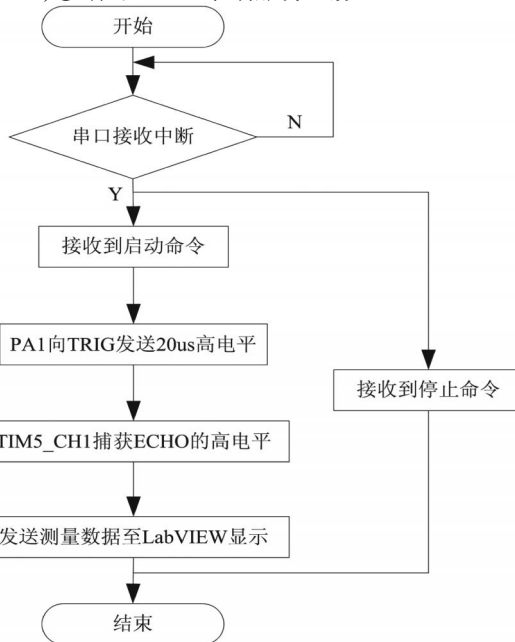 开始
串口接收中断
N
Y
接收到启动命令
PA1向TRIG发送20us高电平
接收到停止命令
TIM5_CH1捕获ECHO的高电平
发送测量数据至LabVIEW显示
结束